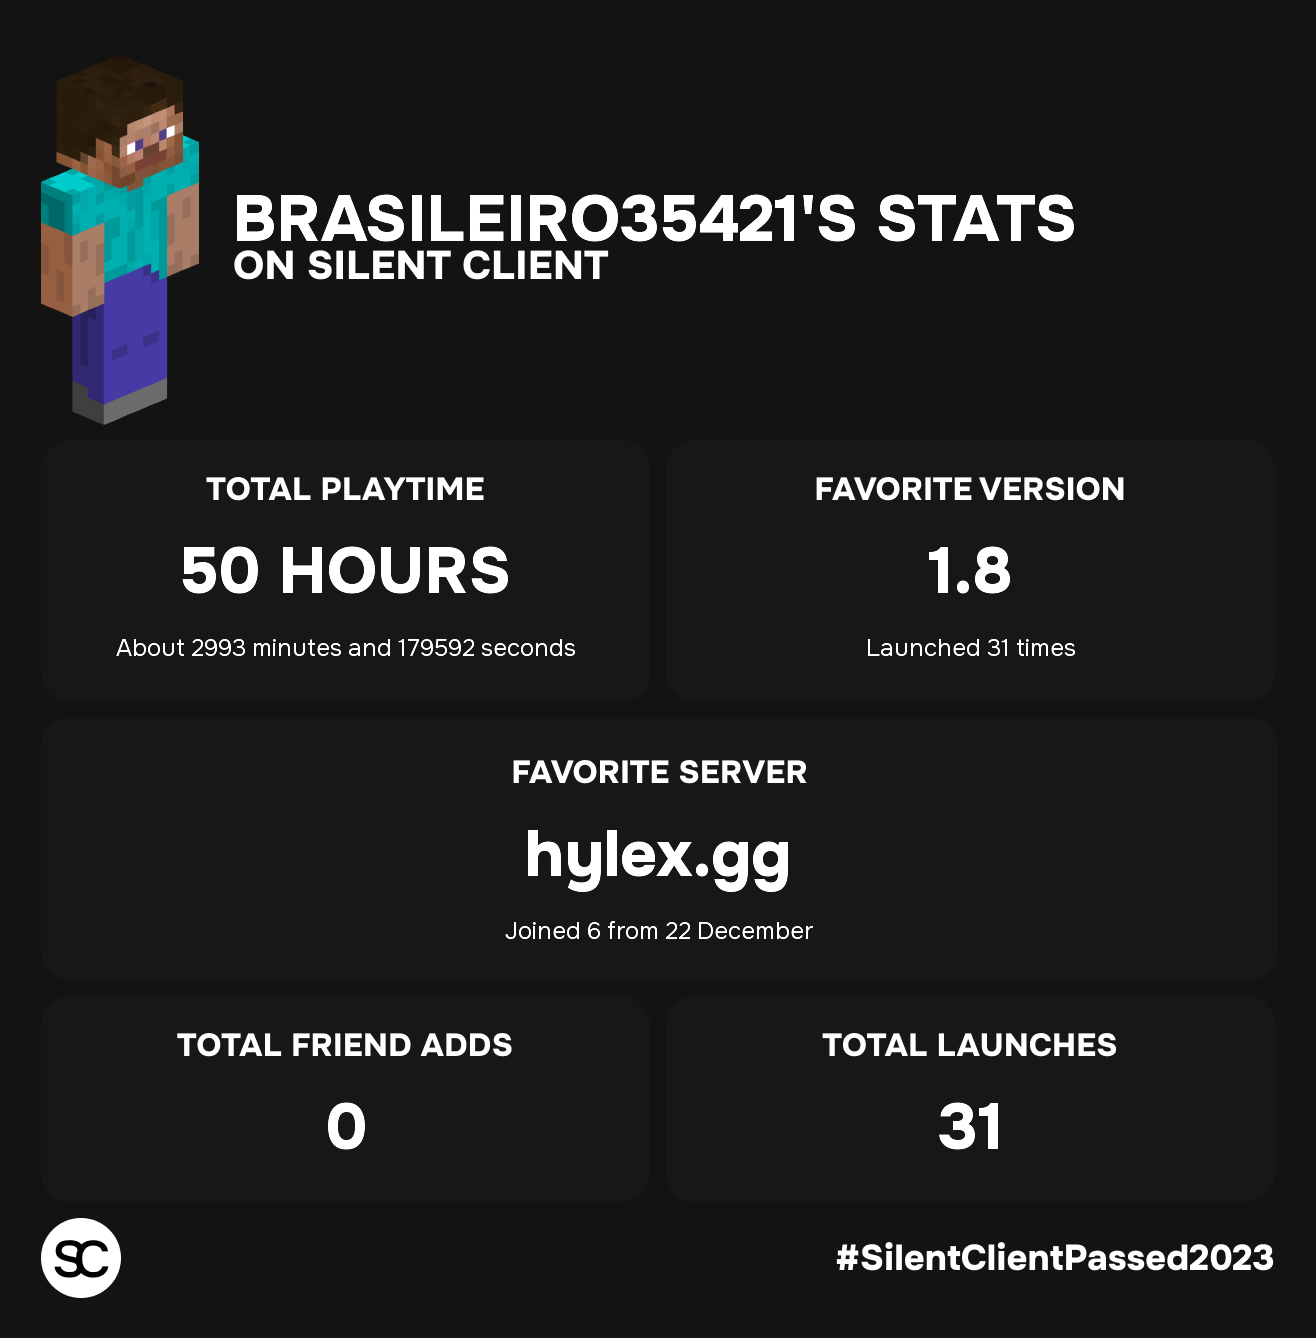 BRASILEIRO35421'S STATS
ON SILENT CLIENT
TOTAL PLAYTIME
50 HOURS
About 2993 minutes and 179592 seconds
FAVORITE VERSION
1.8
Launched 31 times
FAVORITE SERVER
hylex.gg
Joined 6 from 22 December
TOTAL FRIEND ADDS
0
TOTAL LAUNCHES
31
SC
#SilentClientPassed2023